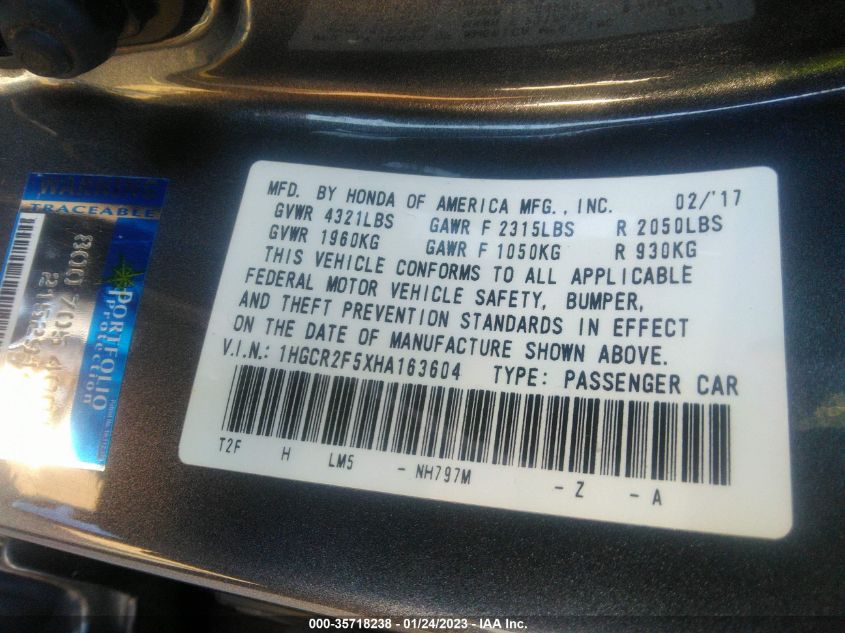 WARNING
TRACEABLE
PORTFOLIO
Protection
MFD. BY HONDA OF AMERICA MFG., INC. 02/'17
GVWR 4321LBS GAWR F 2315LBS R 2050LBS
GVWR 1960KG GAWR F 1050KG R 930KG
THIS VEHICLE CONFORMS TO ALL APPLICABLE
FEDERAL MOTOR VEHICLE SAFETY, BUMPER,
AND THEFT PREVENTION STANDARDS IN EFFECT
ON THE DATE OF MANUFACTURE SHOWN ABOVE.
V.I.N.: 1HGCR2F5XHA163604 TYPE: PASSENGER CAR
T2F H LM5 - NH797M - Z - A
000-35718238 - 01/24/2023 - IAA Inc.